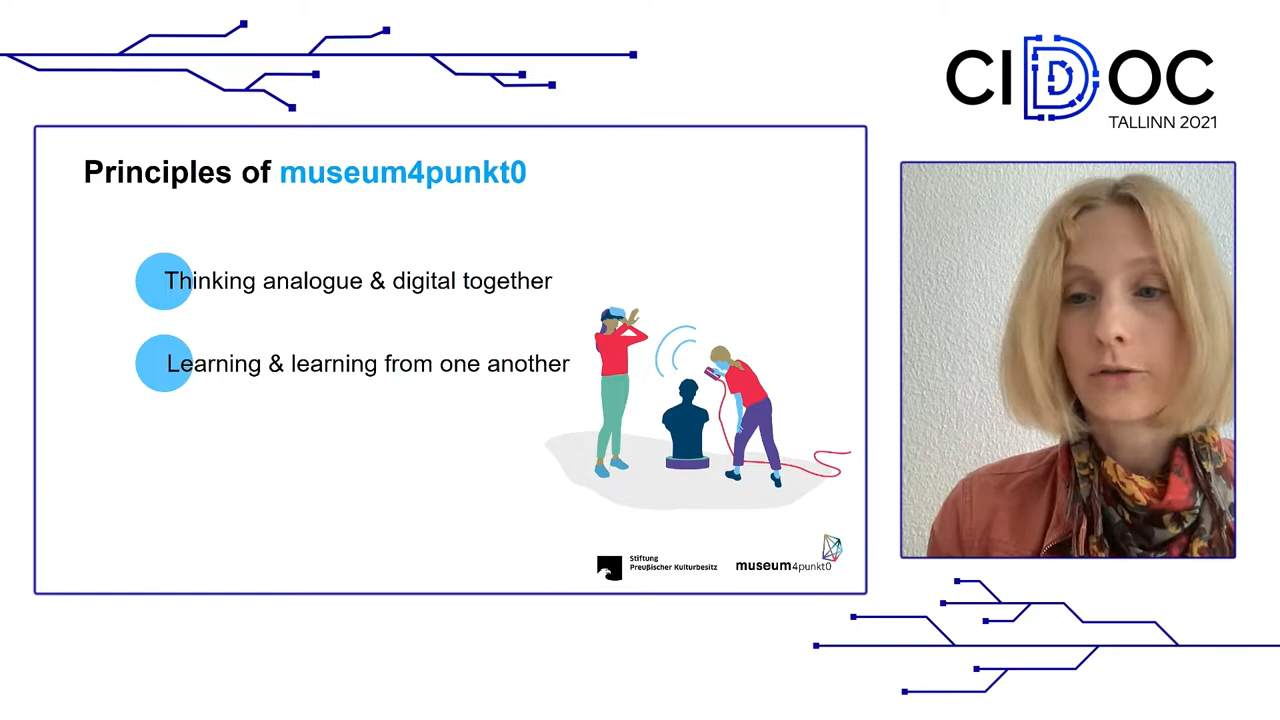 CIDOC
TALLINN 2021
Principles of museum4punkt0
Thinking analogue & digital together
Learning & learning from one another
Stiftung
Preußischer Kulturbesitz
museum4punkt0